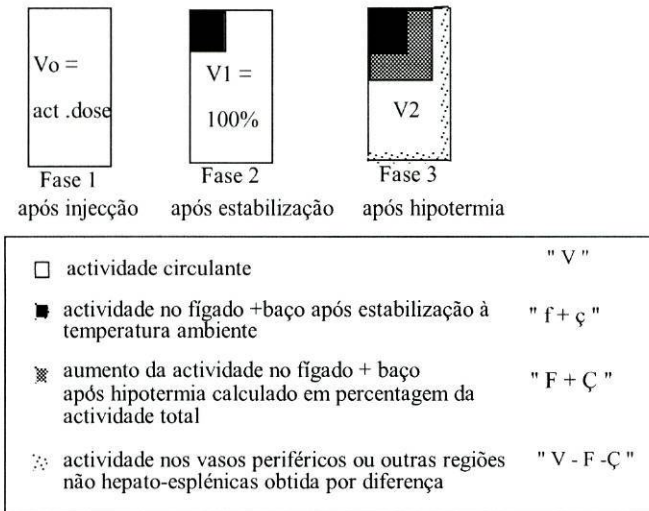 Vo =
act .dose
V1 =
100%
V2
Fase 1
após injecção
Fase 2
após estabilização
Fase 3
após hipotermia
actividade circulante
" V "
actividade no fígado +baço após estabilização à
temperatura ambiente
" f + ç "
aumento da actividade no fígado + baço
após hipotermia calculado em percentagem da
actividade total
" F + Ç "
actividade nos vasos periféricos ou outras regiões
não hepato-esplénicas obtida por diferença
" V - F -Ç "